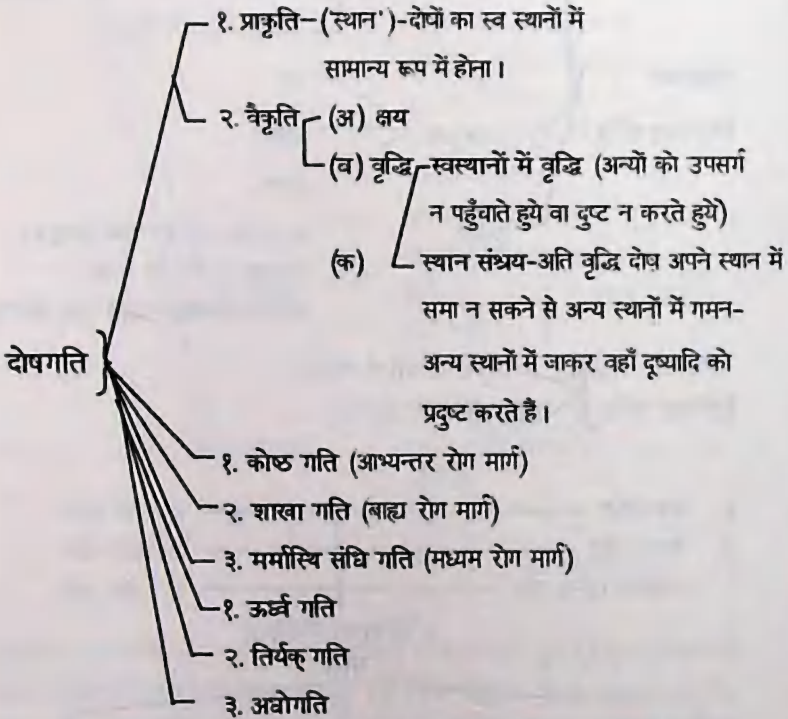 १. प्राकृति–('स्थान')-दोषों का स्व स्थानों में
सामान्य रूप में होना।
२. वैकृति (अ) क्षय
(ब) वृद्धि स्वस्थानों में वृद्धि (अन्यों को उपसर्ग
न पहुँचाते हुये वा दुष्ट न करते हुये)
(क) स्थान संश्रय-अति वृद्धि दोष अपने स्थान में
समा न सकने से अन्य स्थानों में गमन-
दोषगति अन्य स्थानों में जाकर वहाँ दूष्यादि को
प्रदुष्ट करते हैं।
१. कोष्ठ गति (आभ्यन्तर रोग मार्ग)
२. शाखा गति (बाह्य रोग मार्ग)
३. मर्मास्थि संधि गति (मध्यम रोग मार्ग)
१. ऊर्ध्व गति
२. तिर्यक् गति
३. अधोगति